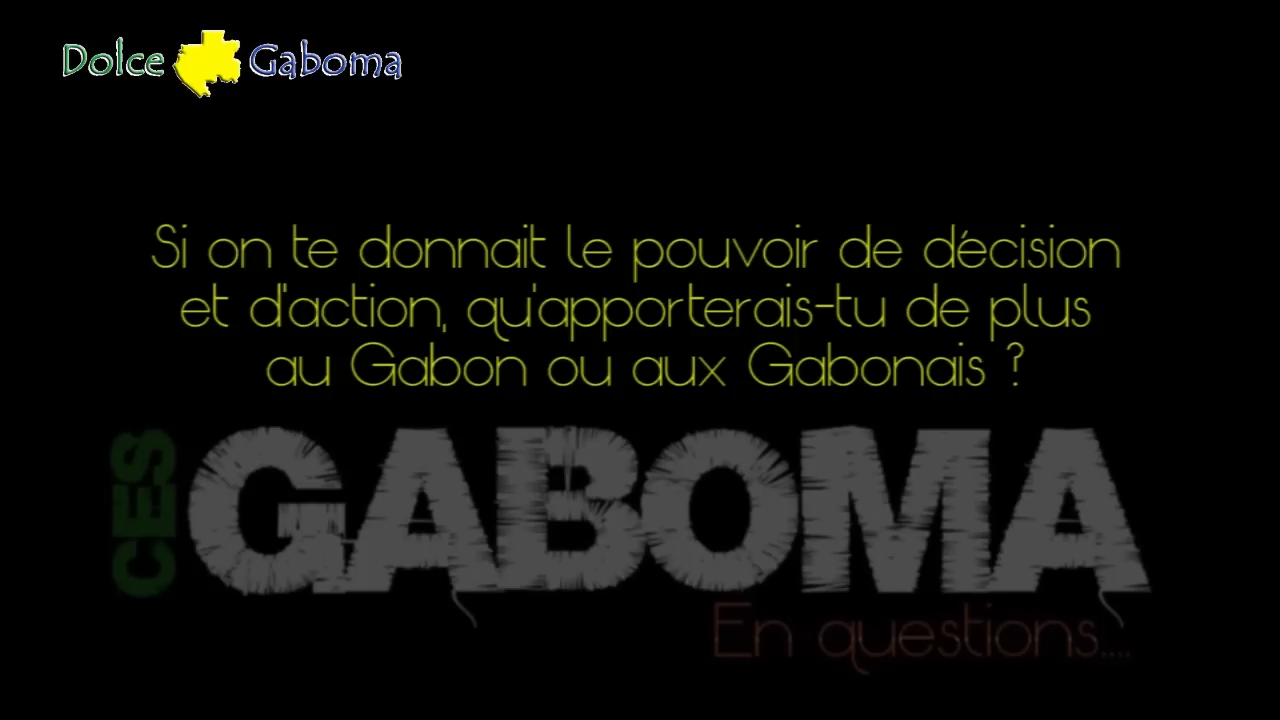 Dolce Gaboma
Si on te donnait le pouvoir de décision
et d'action, qu'apporterais-tu de plus
au Gabon ou aux Gabonais ?
CES
GABOMA
En questions....